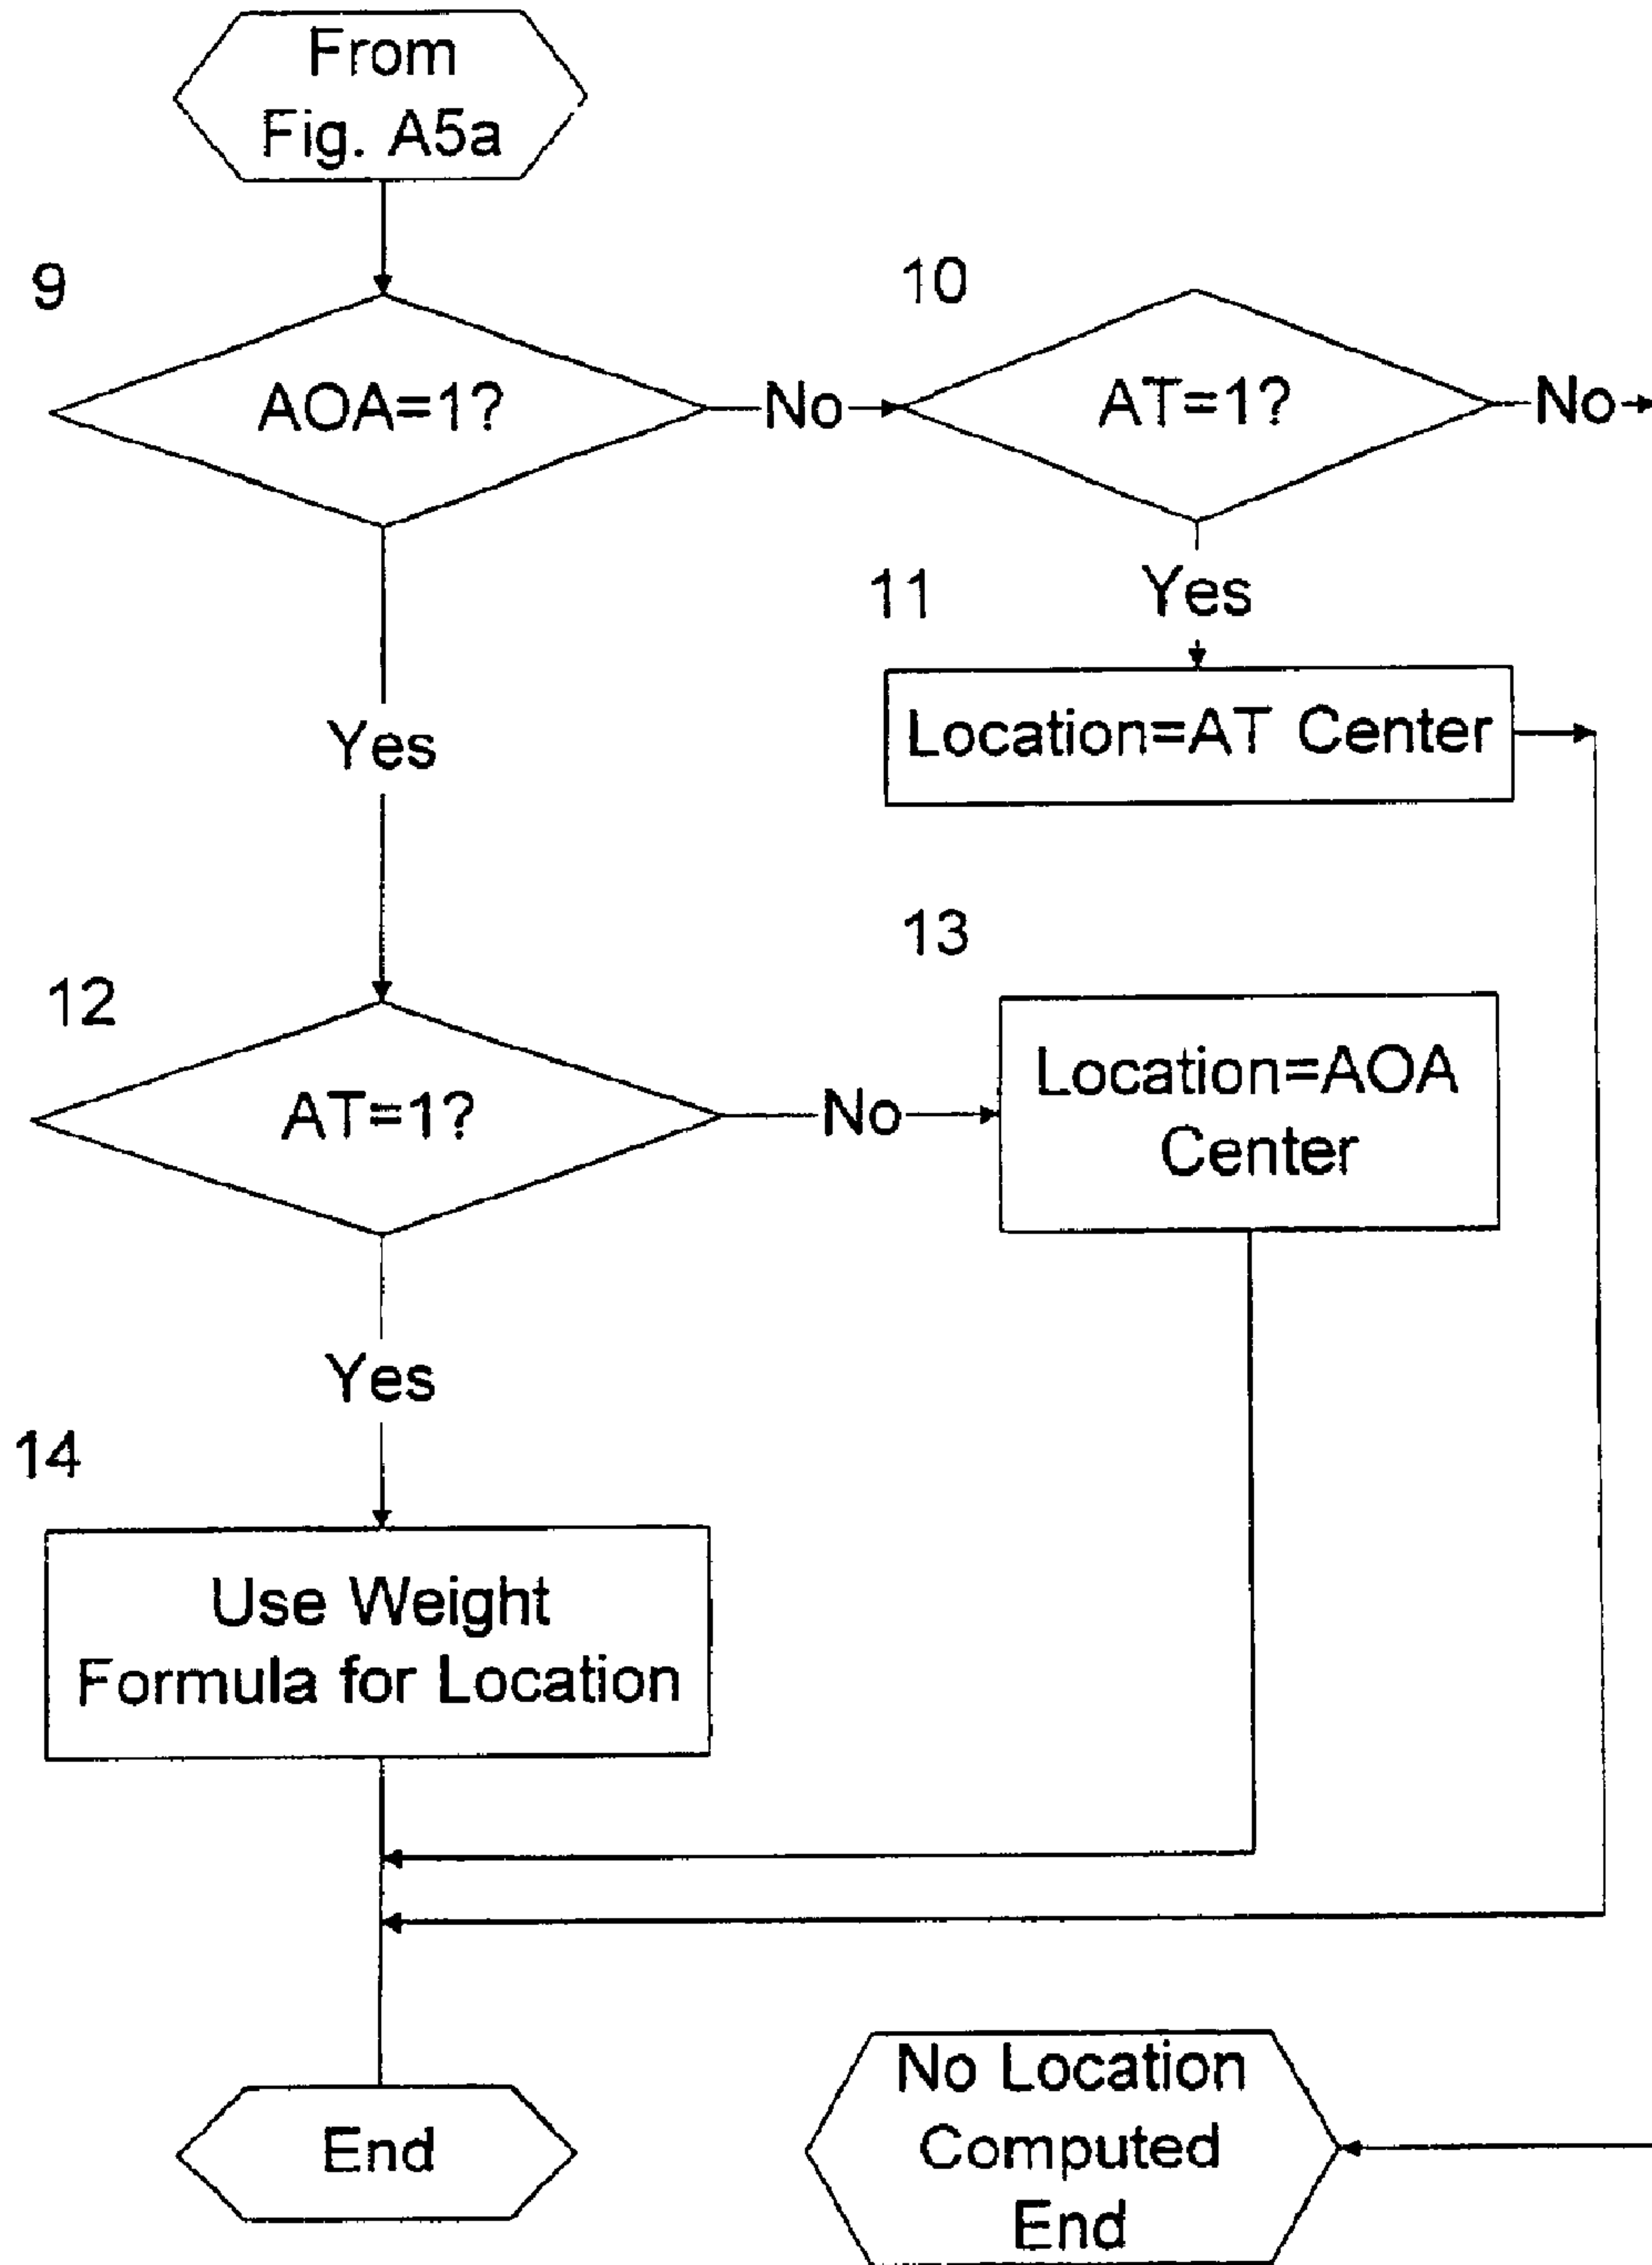 From
Fig. A5a
9
10
AOA=1?
No
AT=1?
No
11
Yes
Location=AT Center
Yes
13
12
Location=AOA
Center
AT=1?
No
Yes
14
Use Weight
Formula for Location
End
No Location
Computed
End